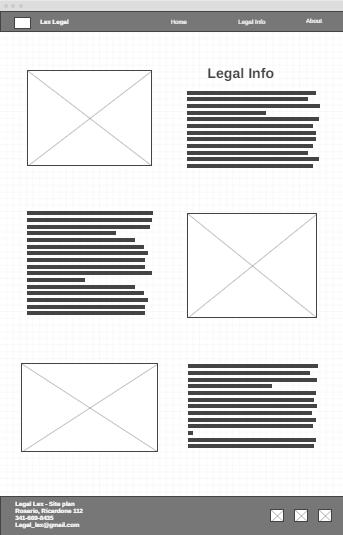 Lex Legal
Home
Legal Info
About
Legal Info
Legal Lex - Site plan
Rosario, Ricardone 112
341-689-8435
Legal_lex@gmail.com